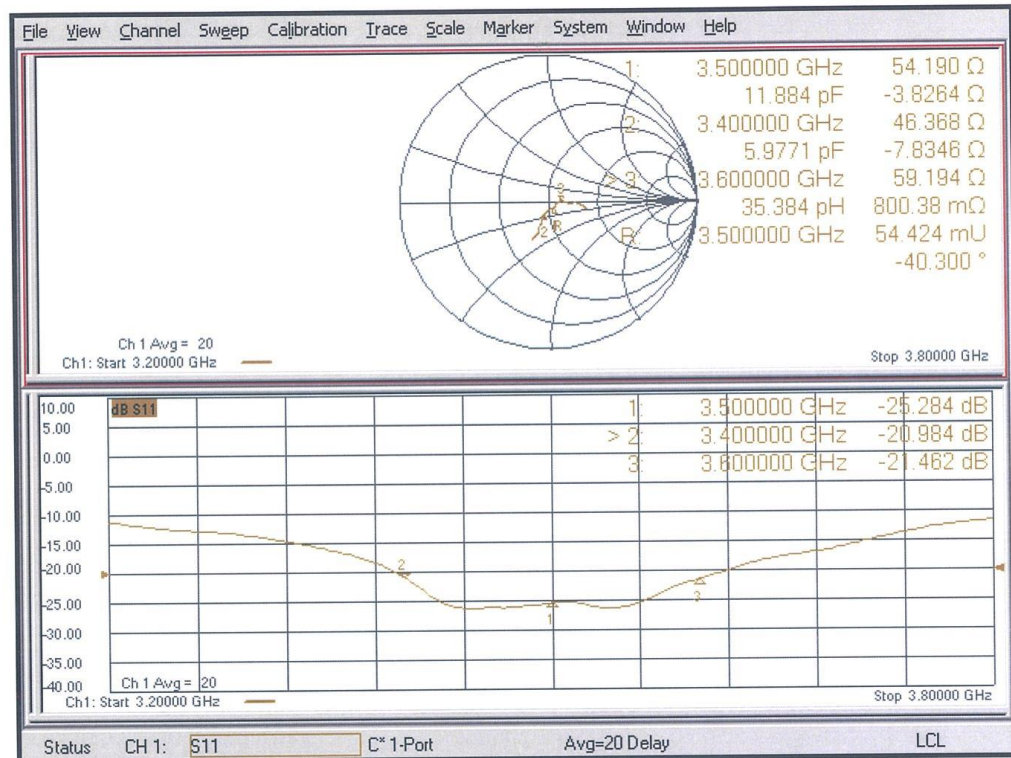 File View Channel Sweep Calibration Trace Scale Marker System Window Help
1: 3.500000 GHz 54.190 Ω
11.884 pF -3.8264 Ω
2: 3.400000 GHz 46.368 Ω
5.9771 pF -7.8346 Ω
> 3: 3.600000 GHz 59.194 Ω
35.384 pH 800.38 mΩ
R: 3.500000 GHz 54.424 mU
-40.300 °
3
2 R
Ch 1 Avg = 20
Ch1: Start 3.20000 GHz Stop 3.80000 GHz
10.00 dB S11
5.00
0.00
-5.00
-10.00
-15.00
-20.00
-25.00
-30.00
-35.00
-40.00
1: 3.500000 GHz -25.284 dB
> 2: 3.400000 GHz -20.984 dB
3: 3.600000 GHz -21.462 dB
2
1
3
Ch 1 Avg = 20
Ch1: Start 3.20000 GHz Stop 3.80000 GHz
Status CH 1: S11 C* 1-Port Avg=20 Delay LCL